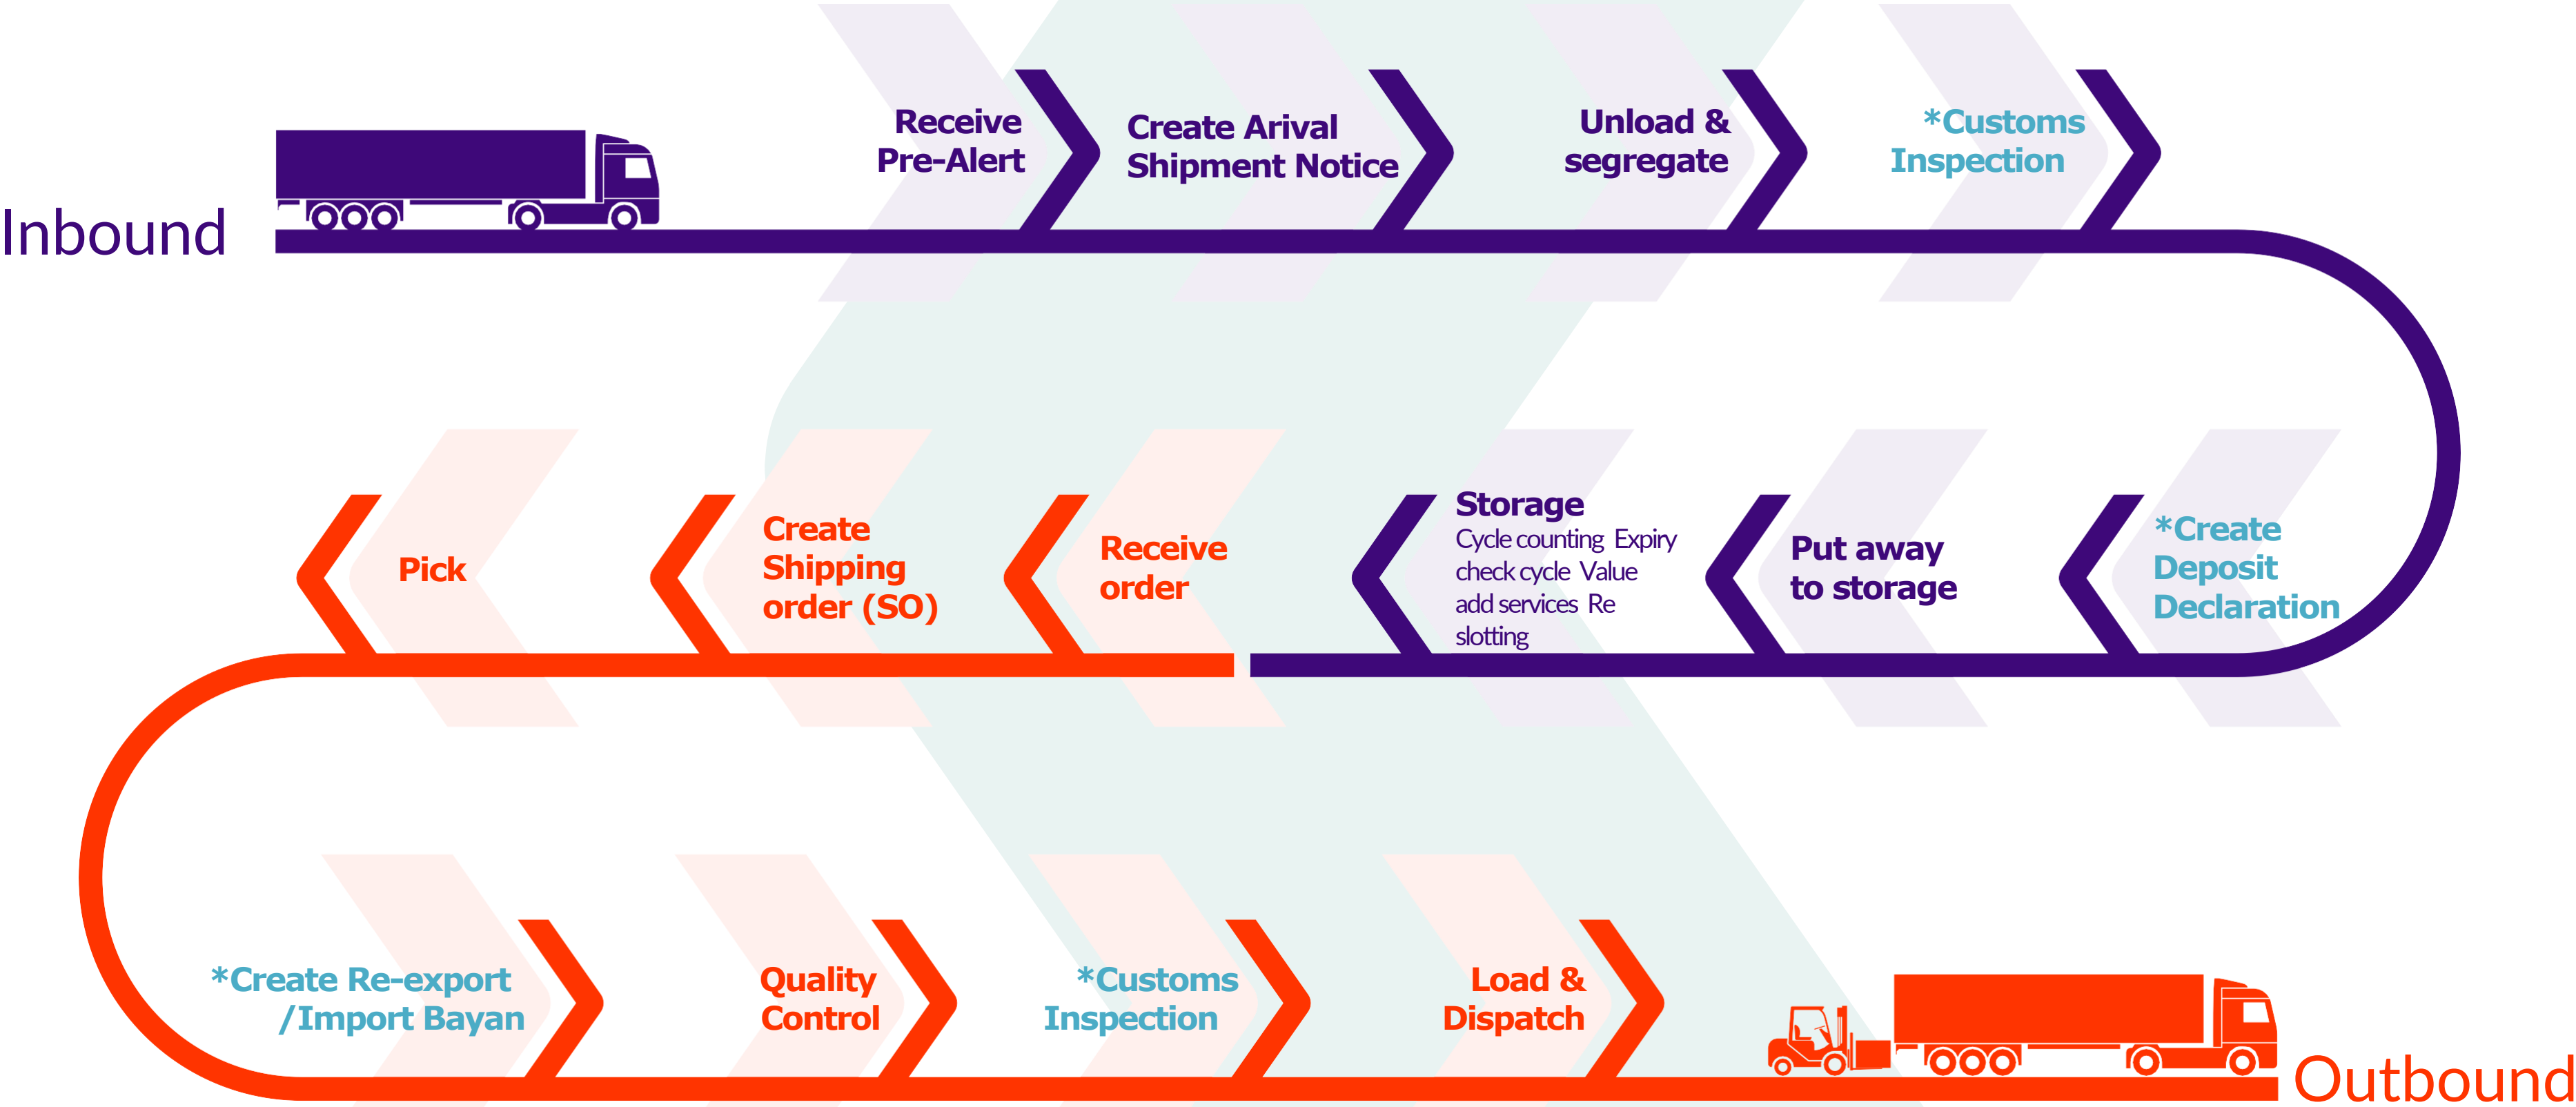 Inbound
Receive
Pre-Alert
Create Arival
Shipment Notice
Unload &
segregate
*Customs
Inspection
*Create
Deposit
Declaration
Put away
to storage
Storage
Cycle counting Expiry
check cycle Value
add services Re
slotting
Receive
order
Create
Shipping
order (SO)
Pick
*Create Re-export
/Import Bayan
Quality
Control
*Customs
Inspection
Load &
Dispatch
Outbound